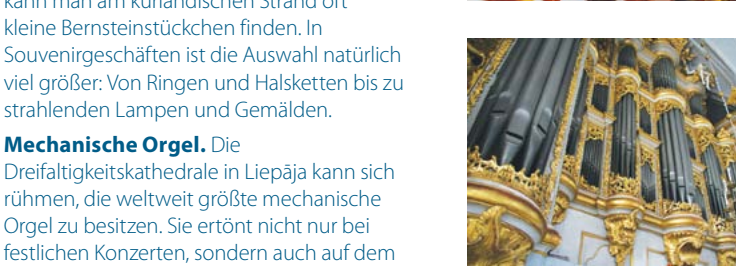 kann man am kurländischen Strand oft
kleine Bernsteinstückchen finden. In
Souvenirgeschäften ist die Auswahl natürlich
viel größer: Von Ringen und Halsketten bis zu
strahlenden Lampen und Gemälden.
Mechanische Orgel. Die
Dreifaltigkeitskathedrale in Liepāja kann sich
rühmen, die weltweit größte mechanische
Orgel zu besitzen. Sie ertönt nicht nur bei
festlichen Konzerten, sondern auch auf dem